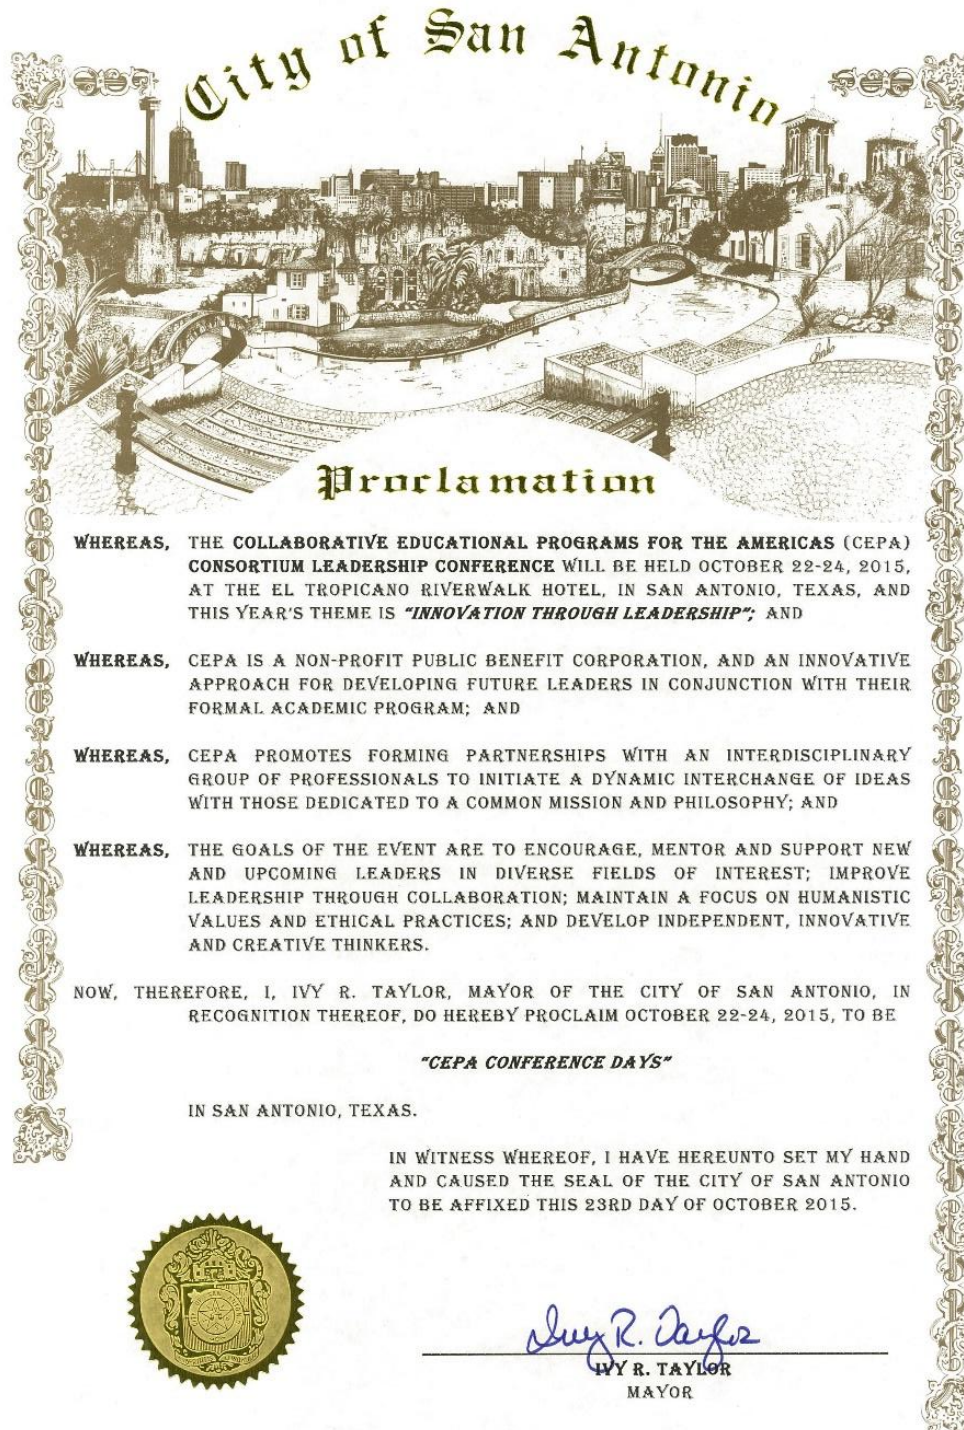 City of San Antonio
Proclamation
WHEREAS, THE COLLABORATIVE EDUCATIONAL PROGRAMS FOR THE AMERICAS (CEPA)
CONSORTIUM LEADERSHIP CONFERENCE WILL BE HELD OCTOBER 22-24, 2015,
AT THE EL TROPICANO RIVERWALK HOTEL, IN SAN ANTONIO, TEXAS, AND
THIS YEAR'S THEME IS "INNOVATION THROUGH LEADERSHIP"; AND
WHEREAS, CEPA IS A NON-PROFIT PUBLIC BENEFIT CORPORATION, AND AN INNOVATIVE
APPROACH FOR DEVELOPING FUTURE LEADERS IN CONJUNCTION WITH THEIR
FORMAL ACADEMIC PROGRAM; AND
WHEREAS, CEPA PROMOTES FORMING PARTNERSHIPS WITH AN INTERDISCIPLINARY
GROUP OF PROFESSIONALS TO INITIATE A DYNAMIC INTERCHANGE OF IDEAS
WITH THOSE DEDICATED TO A COMMON MISSION AND PHILOSOPHY; AND
WHEREAS, THE GOALS OF THE EVENT ARE TO ENCOURAGE, MENTOR AND SUPPORT NEW
AND UPCOMING LEADERS IN DIVERSE FIELDS OF INTEREST; IMPROVE
LEADERSHIP THROUGH COLLABORATION; MAINTAIN A FOCUS ON HUMANISTIC
VALUES AND ETHICAL PRACTICES; AND DEVELOP INDEPENDENT, INNOVATIVE
AND CREATIVE THINKERS.
NOW, THEREFORE, I, IVY R. TAYLOR, MAYOR OF THE CITY OF SAN ANTONIO, IN
RECOGNITION THEREOF, DO HEREBY PROCLAIM OCTOBER 22-24, 2015, TO BE
"CEPA CONFERENCE DAYS"
IN SAN ANTONIO, TEXAS.
IN WITNESS WHEREOF, I HAVE HEREUNTO SET MY HAND
AND CAUSED THE SEAL OF THE CITY OF SAN ANTONIO
TO BE AFFIXED THIS 23RD DAY OF OCTOBER 2015.
Ivy R. Taylor
IVY R. TAYLOR
MAYOR